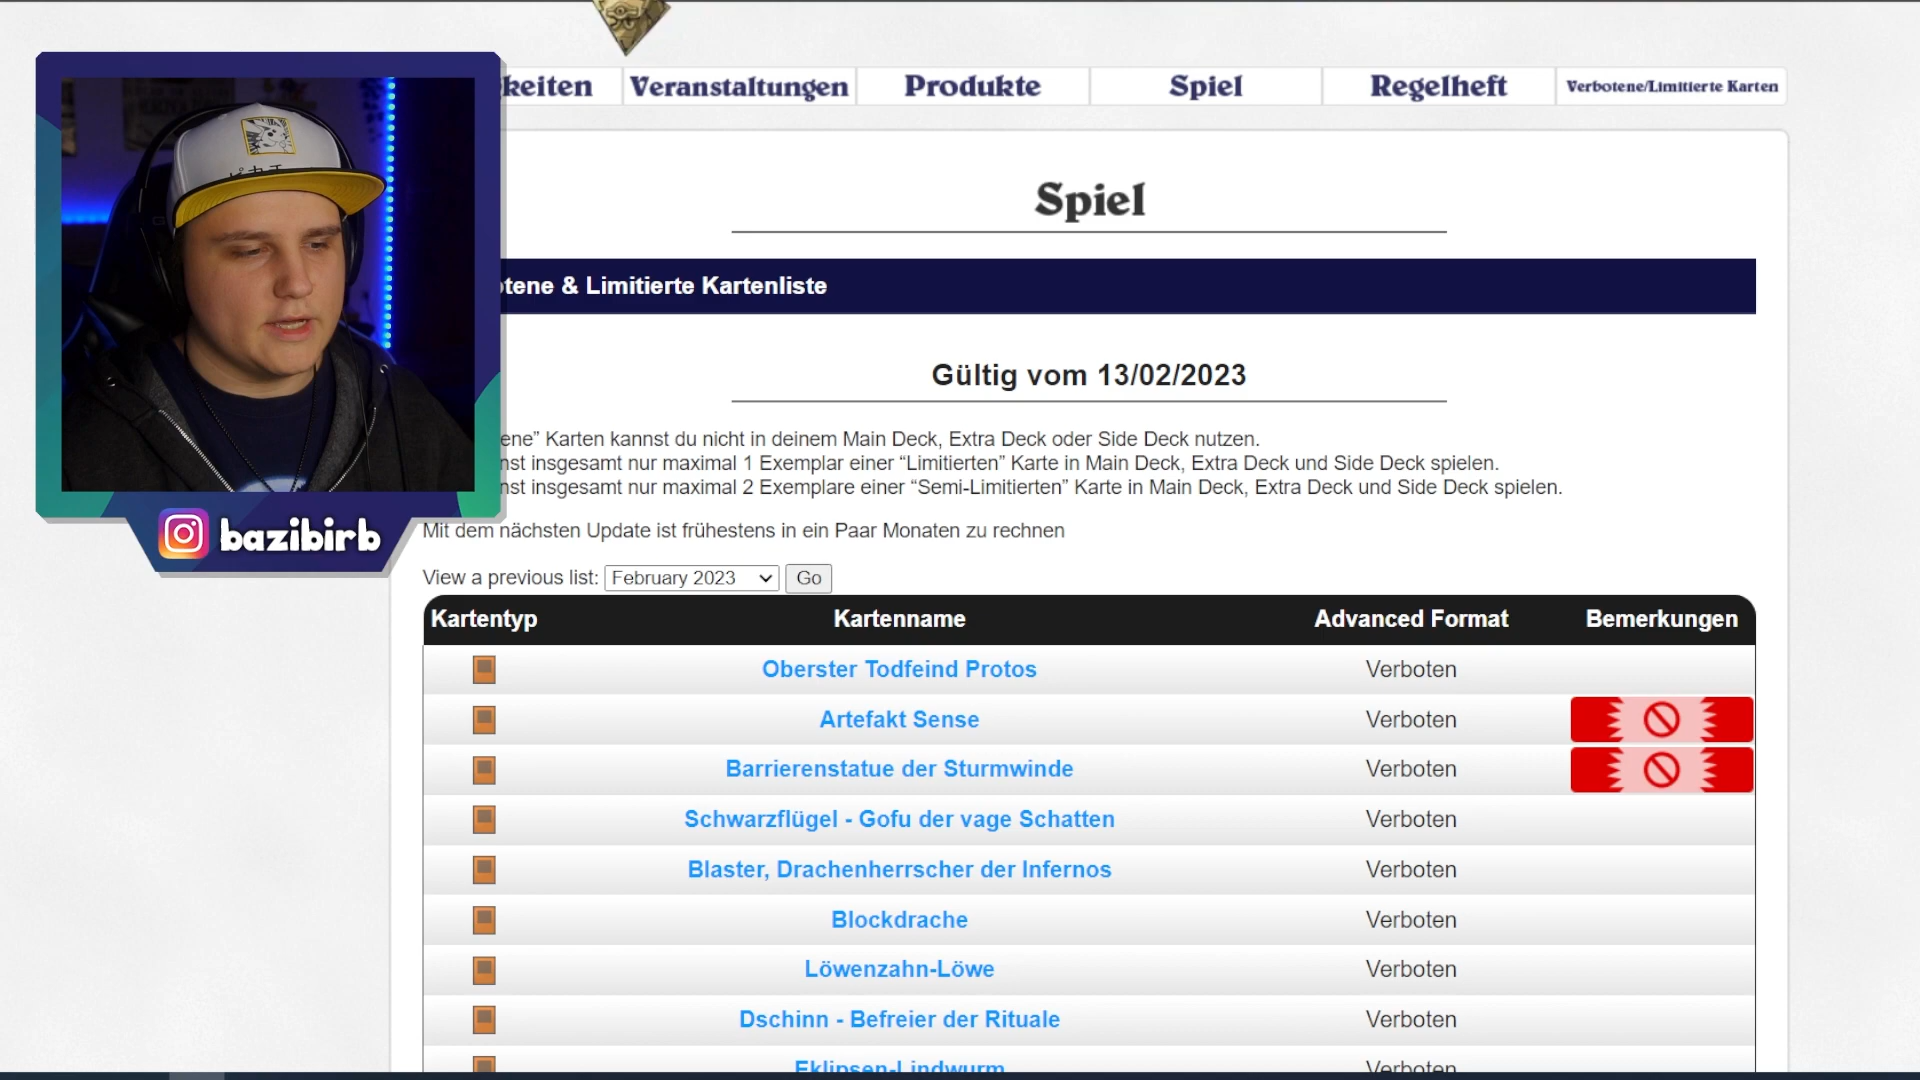 keiten
Veranstaltungen
Produkte
Spiel
Regelheft
Verbotene/Limitierte Karten
Spiel
tene & Limitierte Kartenliste
Gültig vom 13/02/2023
ene” Karten kannst du nicht in deinem Main Deck, Extra Deck oder Side Deck nutzen.
nst insgesamt nur maximal 1 Exemplar einer “Limitierten” Karte in Main Deck, Extra Deck und Side Deck spielen.
nst insgesamt nur maximal 2 Exemplare einer “Semi-Limitierten” Karte in Main Deck, Extra Deck und Side Deck spielen.
bazibirb
Mit dem nächsten Update ist frühestens in ein Paar Monaten zu rechnen
View a previous list: February 2023 Go
Kartentyp Kartenname Advanced Format Bemerkungen
Oberster Todfeind Protos Verboten
Artefakt Sense Verboten
Barrierenstatue der Sturmwinde Verboten
Schwarzflügel - Gofu der vage Schatten Verboten
Blaster, Drachenherrscher der Infernos Verboten
Blockdrache Verboten
Löwenzahn-Löwe Verboten
Dschinn - Befreier der Rituale Verboten
Eklipsen-Lindwurm Verboten